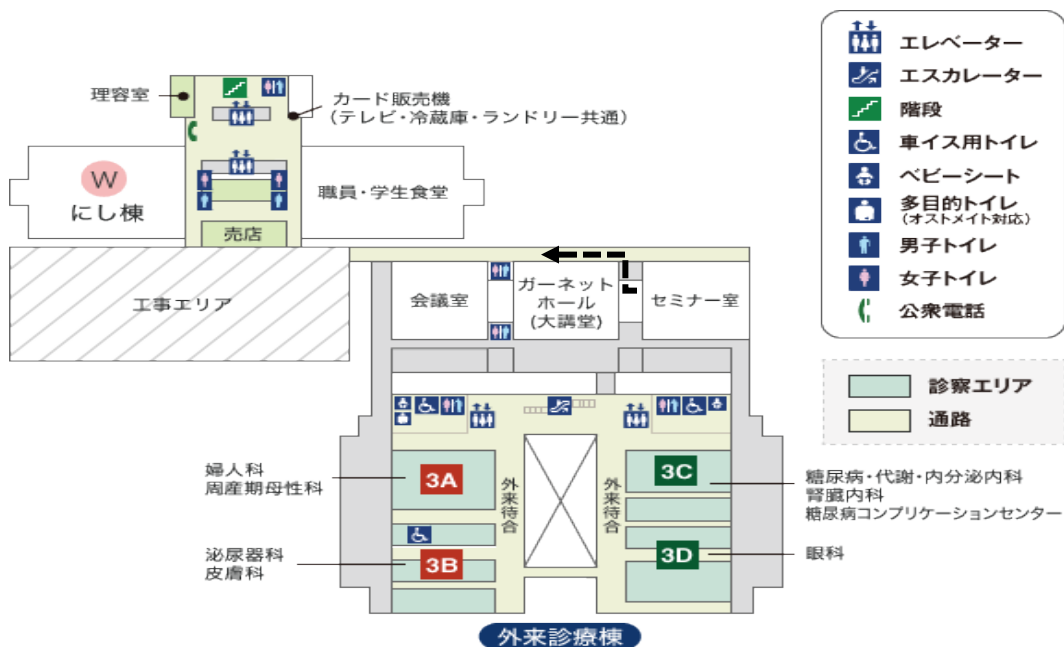 エレベーター
エスカレーター
階段
車イス用トイレ
ベビーシート
多目的トイレ
(オストメイト対応)
男子トイレ
女子トイレ
公衆電話
診察エリア
通路
理容室
カード販売機
(テレビ・冷蔵庫・ランドリー共通)
W
にし棟
職員・学生食堂
売店
工事エリア
会議室
ガーネット
ホール
(大講堂)
セミナー室
婦人科
周産期母性科
3A
外来待合
外来待合
3C
糖尿病・代謝・内分泌内科
腎臓内科
糖尿病コンプリケーションセンター
泌尿器科
皮膚科
3B
3D
眼科
外来診療棟